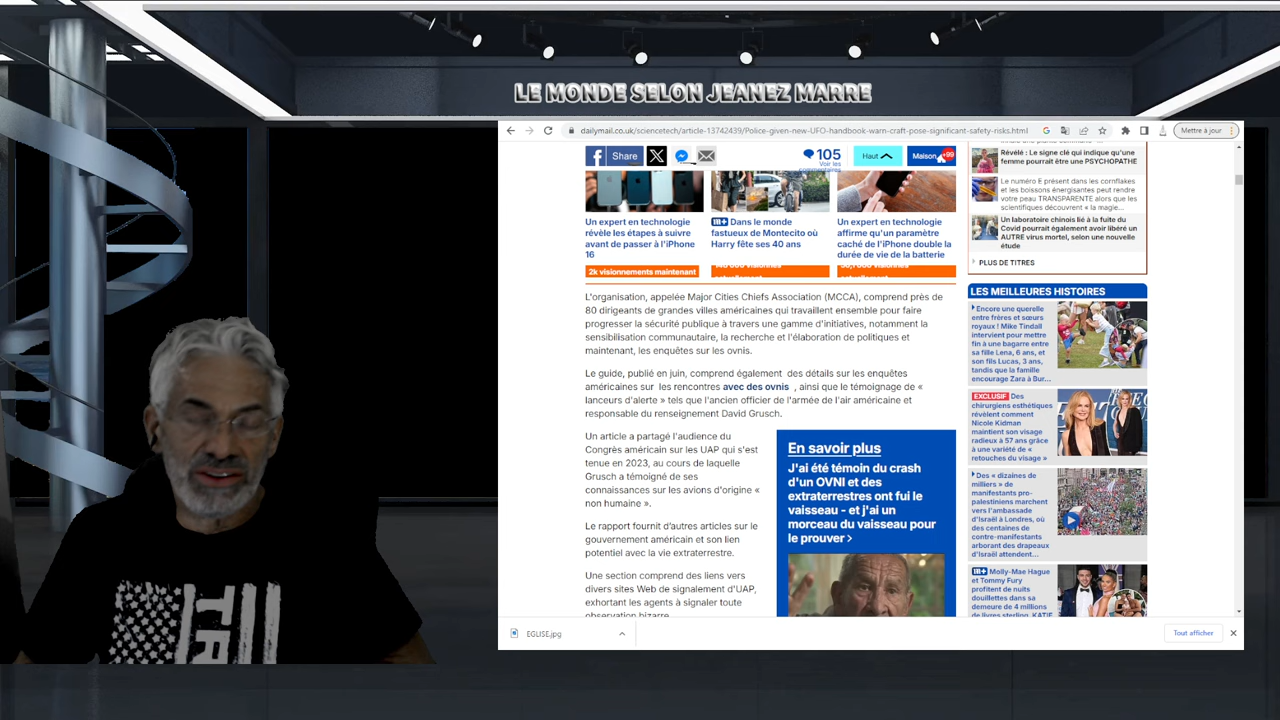 LE MONDE SELON JEANEZ MARRE
dailymail.co.uk/sciencetech/article-13742439/Police-given-new-UFO-handbook-warn-craft-pose-significant-safety-risks.html
Mettre à jour
Share
105
Voir les
commentaires
Haut
Maison
+99
Un expert en technologie
révèle les étapes à suivre
avant de passer à l'iPhone
16
2k visionnements maintenant
Dans le monde
fastueux de Montecito où
Harry fête ses 40 ans
Un expert en technologie
affirme qu'un paramètre
caché de l'iPhone double la
durée de vie de la batterie
L'organisation, appelée Major Cities Chiefs Association (MCCA), comprend près de
80 dirigeants de grandes villes américaines qui travaillent ensemble pour faire
progresser la sécurité publique à travers une gamme d'initiatives, notamment la
sensibilisation communautaire, la recherche et l'élaboration de politiques et
maintenant, les enquêtes sur les ovnis.
Le guide, publié en juin, comprend également des détails sur les enquêtes
américaines sur les rencontres avec des ovnis , ainsi que le témoignage de «
lanceurs d'alerte » tels que l'ancien officier de l'armée de l'air américaine et
responsable du renseignement David Grusch.
Un article a partagé l'audience du
Congrès américain sur les UAP qui s'est
tenue en 2023, au cours de laquelle
Grusch a témoigné de ses
connaissances sur les avions d'origine «
non humaine ».
Le rapport fournit d'autres articles sur le
gouvernement américain et son lien
potentiel avec la vie extraterrestre.
Une section comprend des liens vers
divers sites Web de signalement d'UAP,
exhortant les agents à signaler toute
observation bizarre.
En savoir plus
J'ai été témoin du crash
d'un OVNI et des
extraterrestres ont fui le
vaisseau - et j'ai un
morceau du vaisseau pour
le prouver >
Révélé : Le signe clé qui indique qu'une
femme pourrait être une PSYCHOPATHE
Le numéro E présent dans les cornflakes
et les boissons énergisantes peut rendre
votre peau TRANSPARENTE alors que les
scientifiques découvrent « la magie...
Un laboratoire chinois lié à la fuite du
Covid pourrait également avoir libéré un
AUTRE virus mortel, selon une nouvelle
étude
PLUS DE TITRES
LES MEILLEURES HISTOIRES
Encore une querelle
entre frères et sœurs
royaux ! Mike Tindall
intervient pour mettre
fin à une bagarre entre
sa fille Lena, 6 ans, et
son fils Lucas, 3 ans,
tandis que la famille
encourage Zara à Bur...
EXCLUSIF Des
chirurgiens esthétiques
révèlent comment
Nicole Kidman
maintient son visage
radieux à 57 ans grâce
à une variété de «
retouches du visage »
Des « dizaines de
milliers » de
manifestants pro-
palestiniens marchent
vers l'ambassade
d'Israël à Londres, où
des centaines de
contre-manifestants
arborant des drapeaux
d'Israël attendent...
Molly-Mae Hague
et Tommy Fury
profitent de nuits
douillettes dans sa
demeure de 4 millions
de livres sterling. KATIE
EGLISE.jpg
Tout afficher